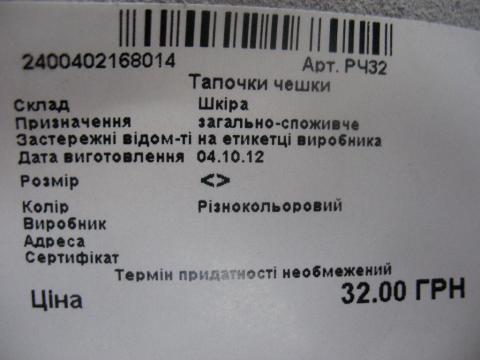 2400402168014 Арт. РЧ32
Тапочки чешки
Склад Шкіра
Призначення загально-споживче
Застережні відом-ті на етикетці виробника
Дата виготовлення 04.10.12
Розмір <>
Колір Різнокольоровий
Виробник
Адреса
Сертифікат
Термін придатності необмежений
Ціна 32.00 ГРН